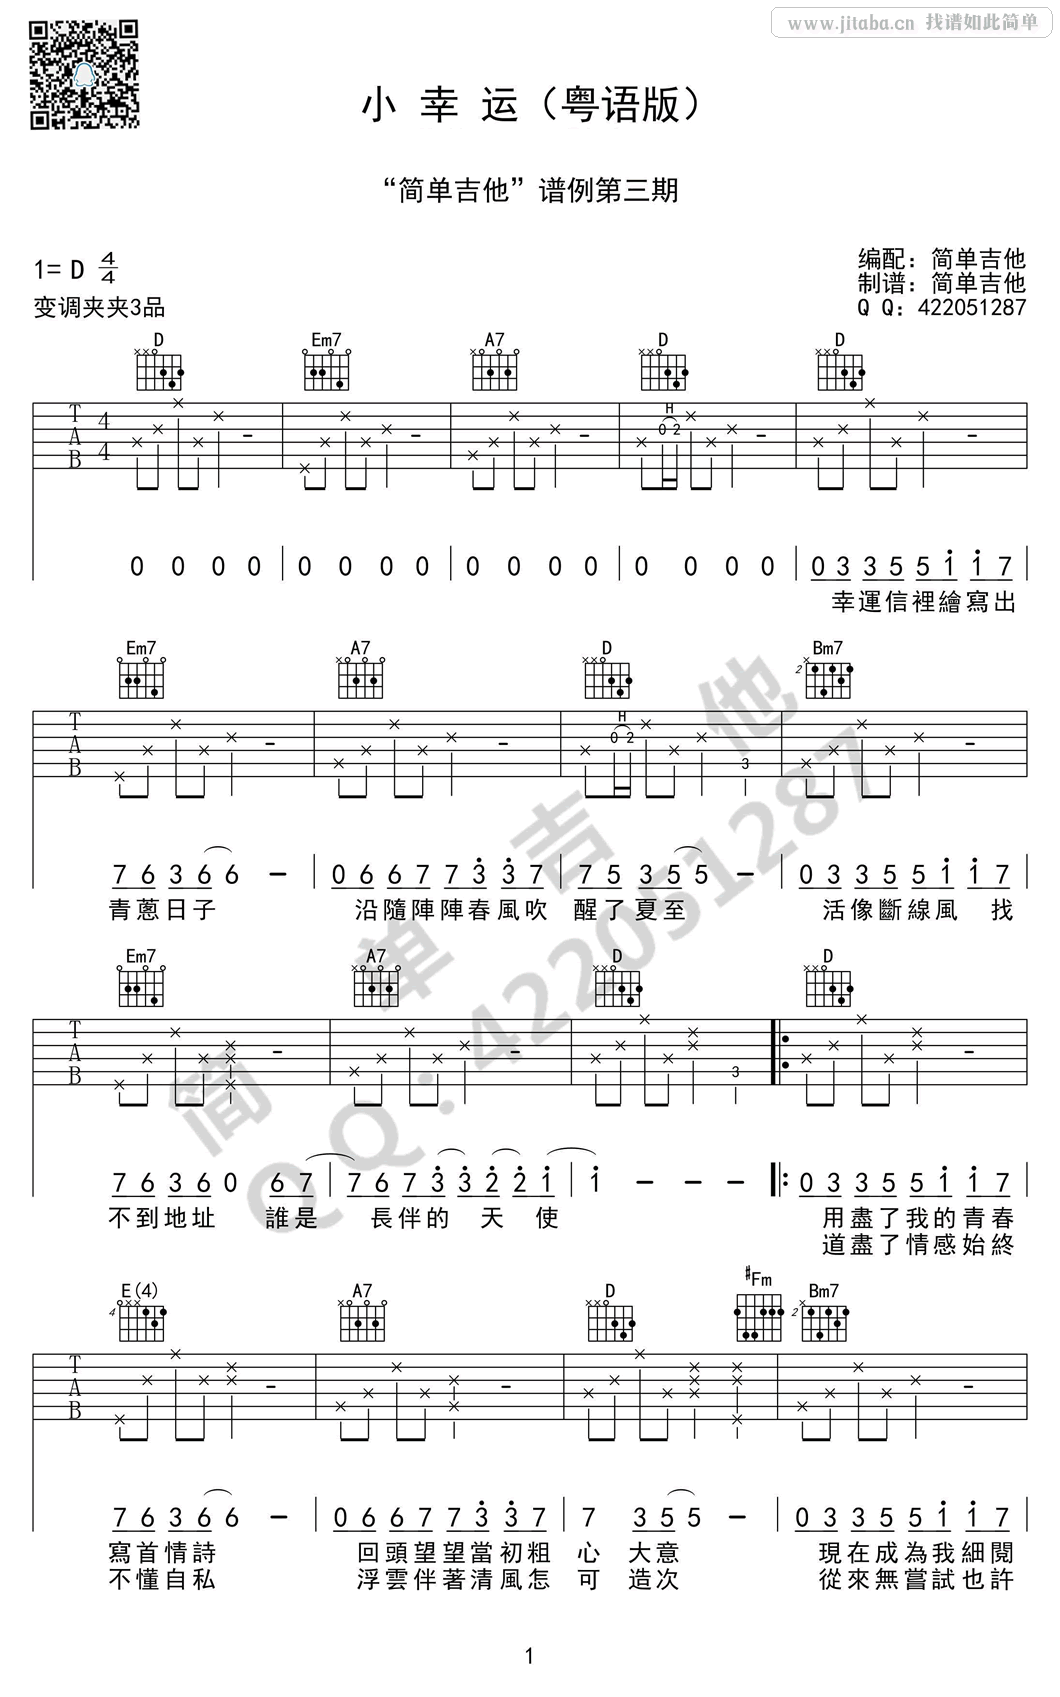 www.jitaba.cn 找谱如此简单
小 幸 运（粤语版）
“简单吉他”谱例第三期
1= D 4/4
变调夹夹3品
编配：简单吉他
制谱：简单吉他
Q Q：422051287
D Em7 A7 D D
××○ ○ ○○ ○ ×○ ○ ○ ××○ ××○
H
T A B 4 4 0 2
0 0 0 0 | 0 0 0 0 | 0 0 0 0 | 0 0 0 0 | 0 3 3 5 5 1 1 7
幸運信裡繪寫出
Em7 A7 D Bm7
2
H
T A B 0 2 3
7 6 3 6 6 − | 0 6 6 7 7 3 3 7 | 7 5 3 5 5 − | 0 3 3 5 5 1 1 7
青蔥日子 沿隨陣陣春風吹 醒了夏至 活像斷線風 找
Em7 A7 D D
T A B 3
7 6 3 6 0 6 7 | 7 6 7 3 3 2 2 1 | 1 − − − 0 3 3 5 5 1 1 7
不到地址 誰是 長伴的 天 使 用盡了我的青春
道盡了情感始終
E(4) A7 D #Fm Bm7
4 2
T A B
7 6 3 6 6 − | 0 6 6 7 7 3 3 7 | 7 3 5 5 − | 0 3 3 5 5 1 1 7
寫首情詩 回頭望望當初粗 心 大意 現在成為我細閱
不懂自私 浮雲伴著清風怎 可 造次 從來無嘗試也許
1
简 单 吉 他
QQ：422051287